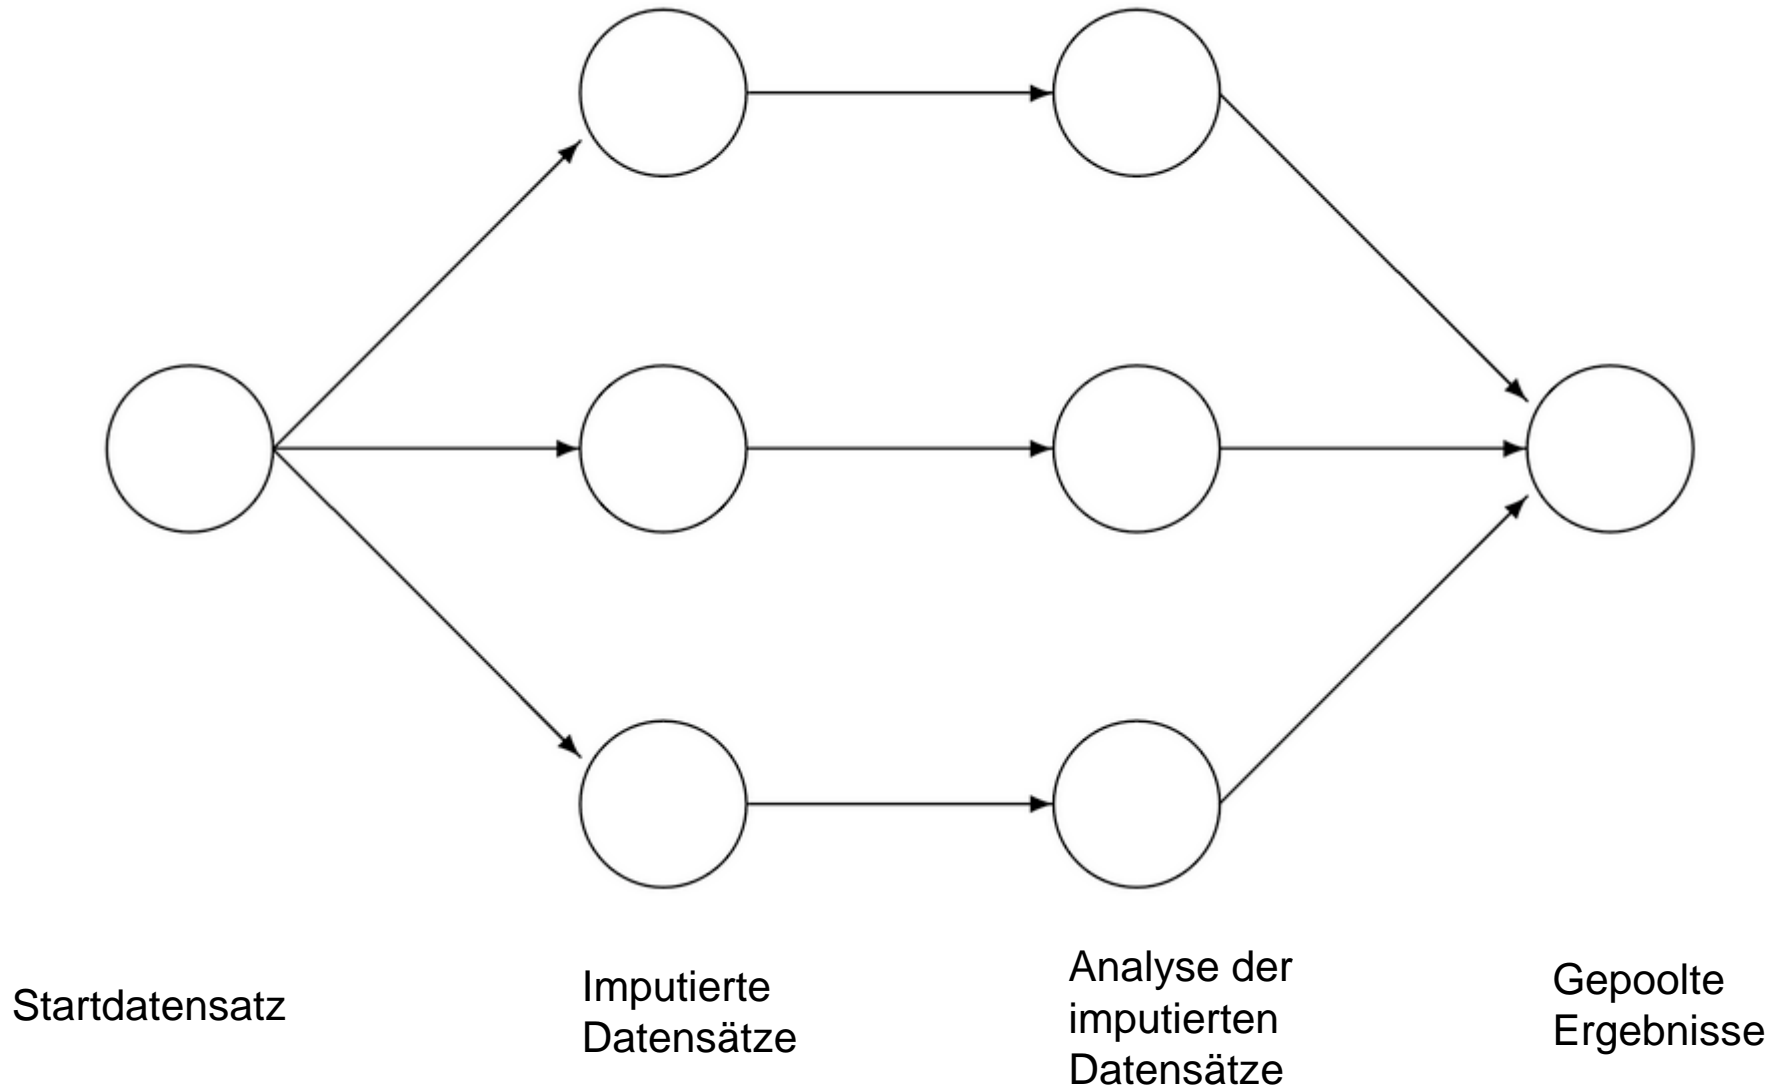 Startdatensatz
Imputierte
Datensätze
Analyse der
imputierten
Datensätze
Gepoolte
Ergebnisse